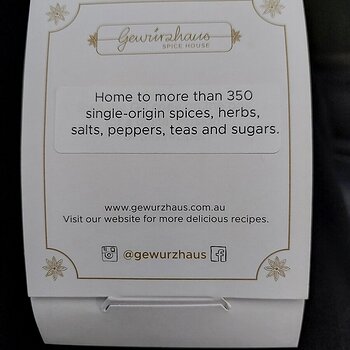 Gewürzhaus
SPICE HOUSE
Home to more than 350
single-origin spices, herbs,
salts, peppers, teas and sugars.
www.gewurzhaus.com.au
Visit our website for more delicious recipes.
@gewurzhaus f